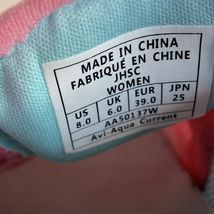 MADE IN CHINA
FABRIQUÉ EN CHINE
JHSC
WOMEN
US UK EUR JPN
8.0 6.0 39.0 25
AA50137W
Avi-Aqua Current